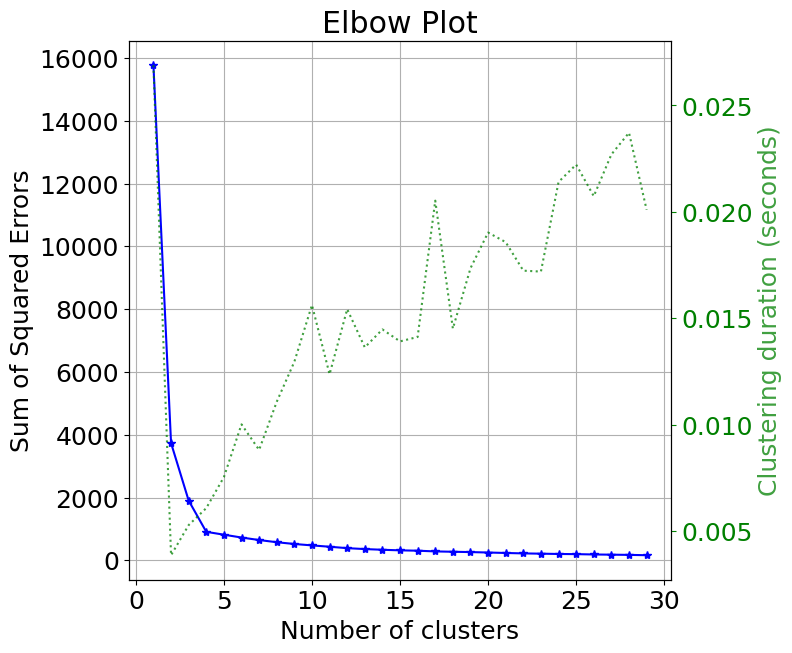 Elbow Plot
Sum of Squared Errors
16000
14000
12000
10000
8000
6000
4000
2000
0
0 5 10 15 20 25 30
Number of clusters
0.025
0.020
0.015
0.010
0.005
Clustering duration (seconds)